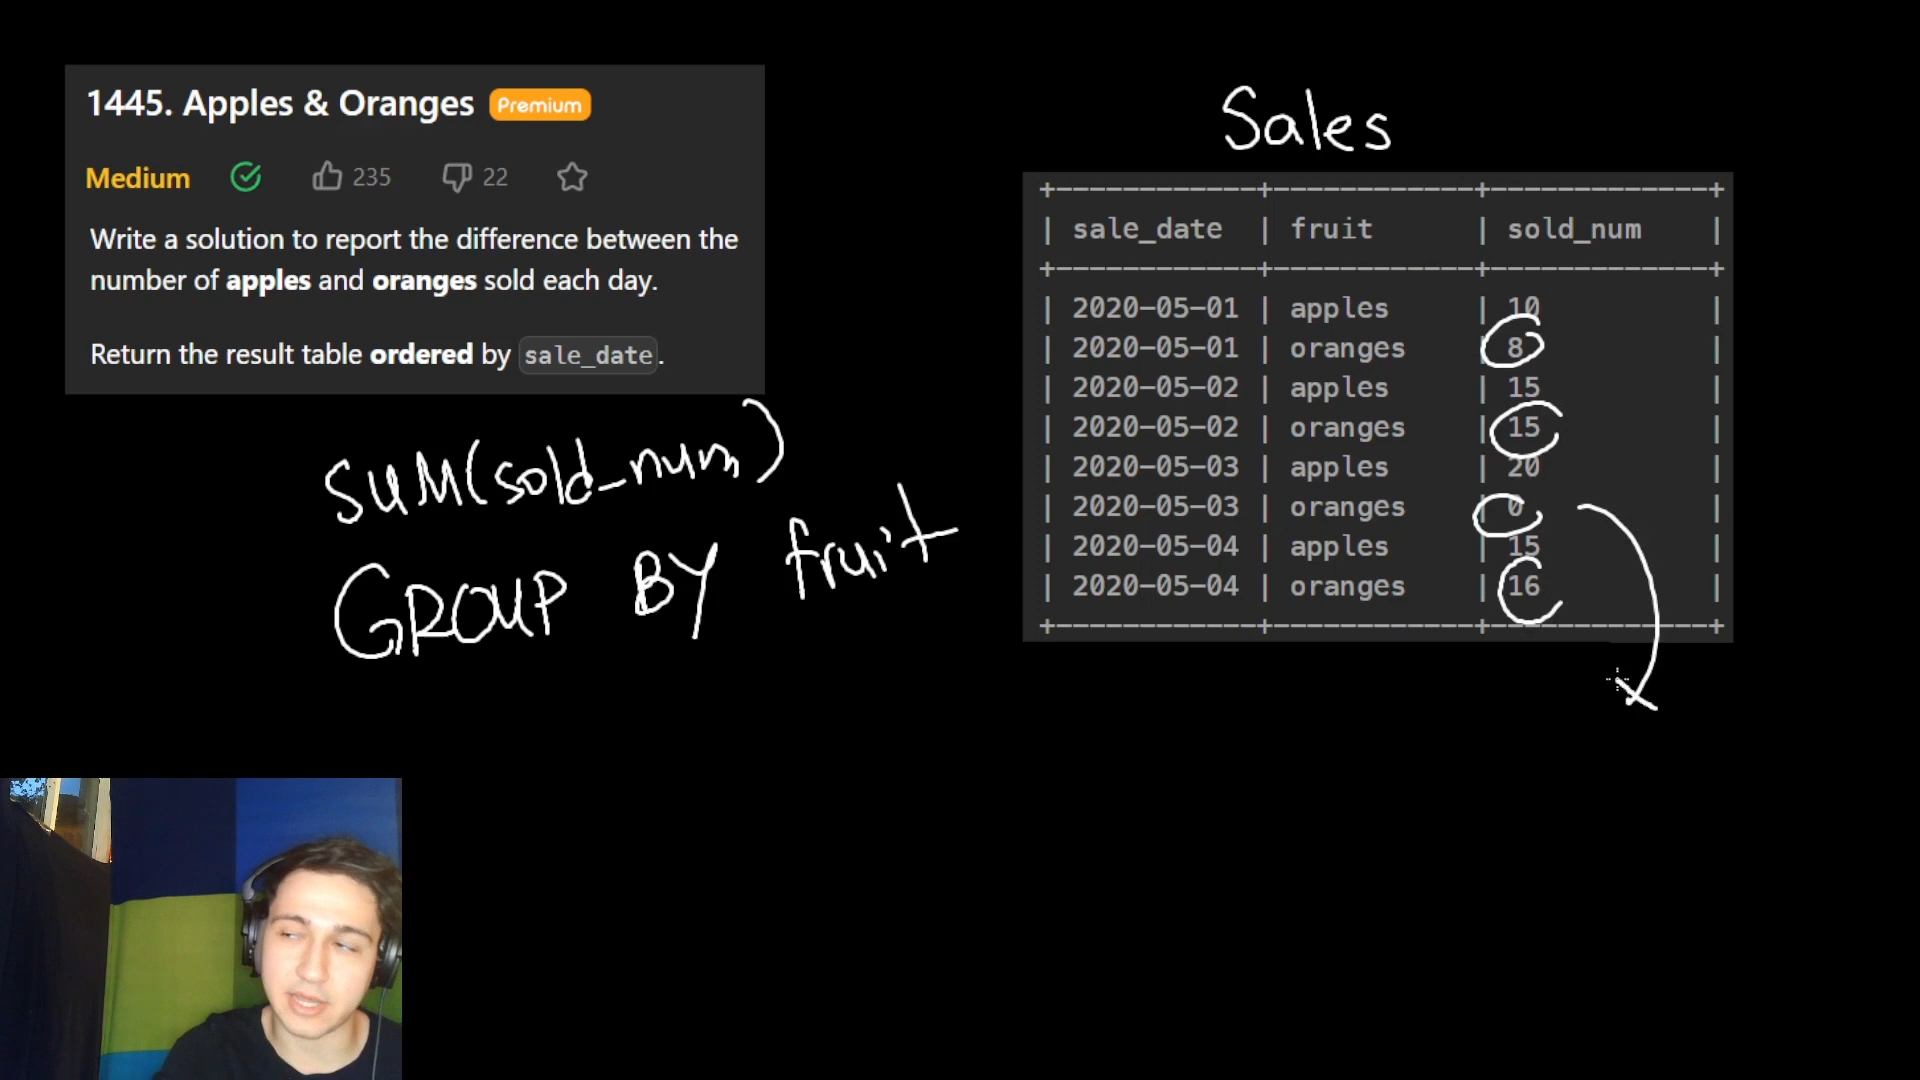 1445. Apples & Oranges Premium
Medium 235 22
Write a solution to report the difference between the
number of apples and oranges sold each day.
Return the result table ordered by sale_date.
SUM(sold_num)
GROUP BY fruit
Sales
+------------+------------+-------------+
| sale_date | fruit | sold_num |
+------------+------------+-------------+
| 2020-05-01 | apples | 10 |
| 2020-05-01 | oranges | 8 |
| 2020-05-02 | apples | 15 |
| 2020-05-02 | oranges | 15 |
| 2020-05-03 | apples | 20 |
| 2020-05-03 | oranges | 0 |
| 2020-05-04 | apples | 15 |
| 2020-05-04 | oranges | 16 |
+------------+------------+-------------+